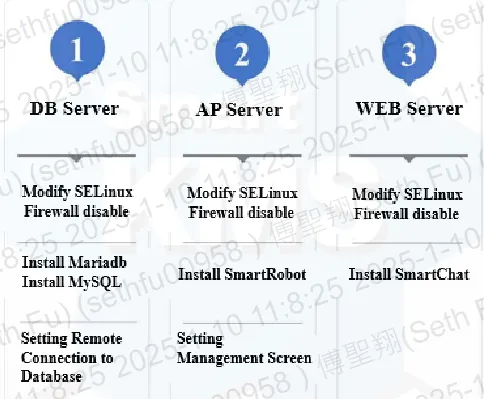 1
DB Server
Modify SELinux
Firewall disable
Install Mariadb
Install MySQL
Setting Remote
Connection to
Database
2
AP Server
Modify SELinux
Firewall disable
Install SmartRobot
Setting
Management Screen
3
WEB Server
Modify SELinux
Firewall disable
Install SmartChat
Smart
KMS
傅聖翔(Seth Fu) (sethfu00958) 2025-1-10 11:8:25